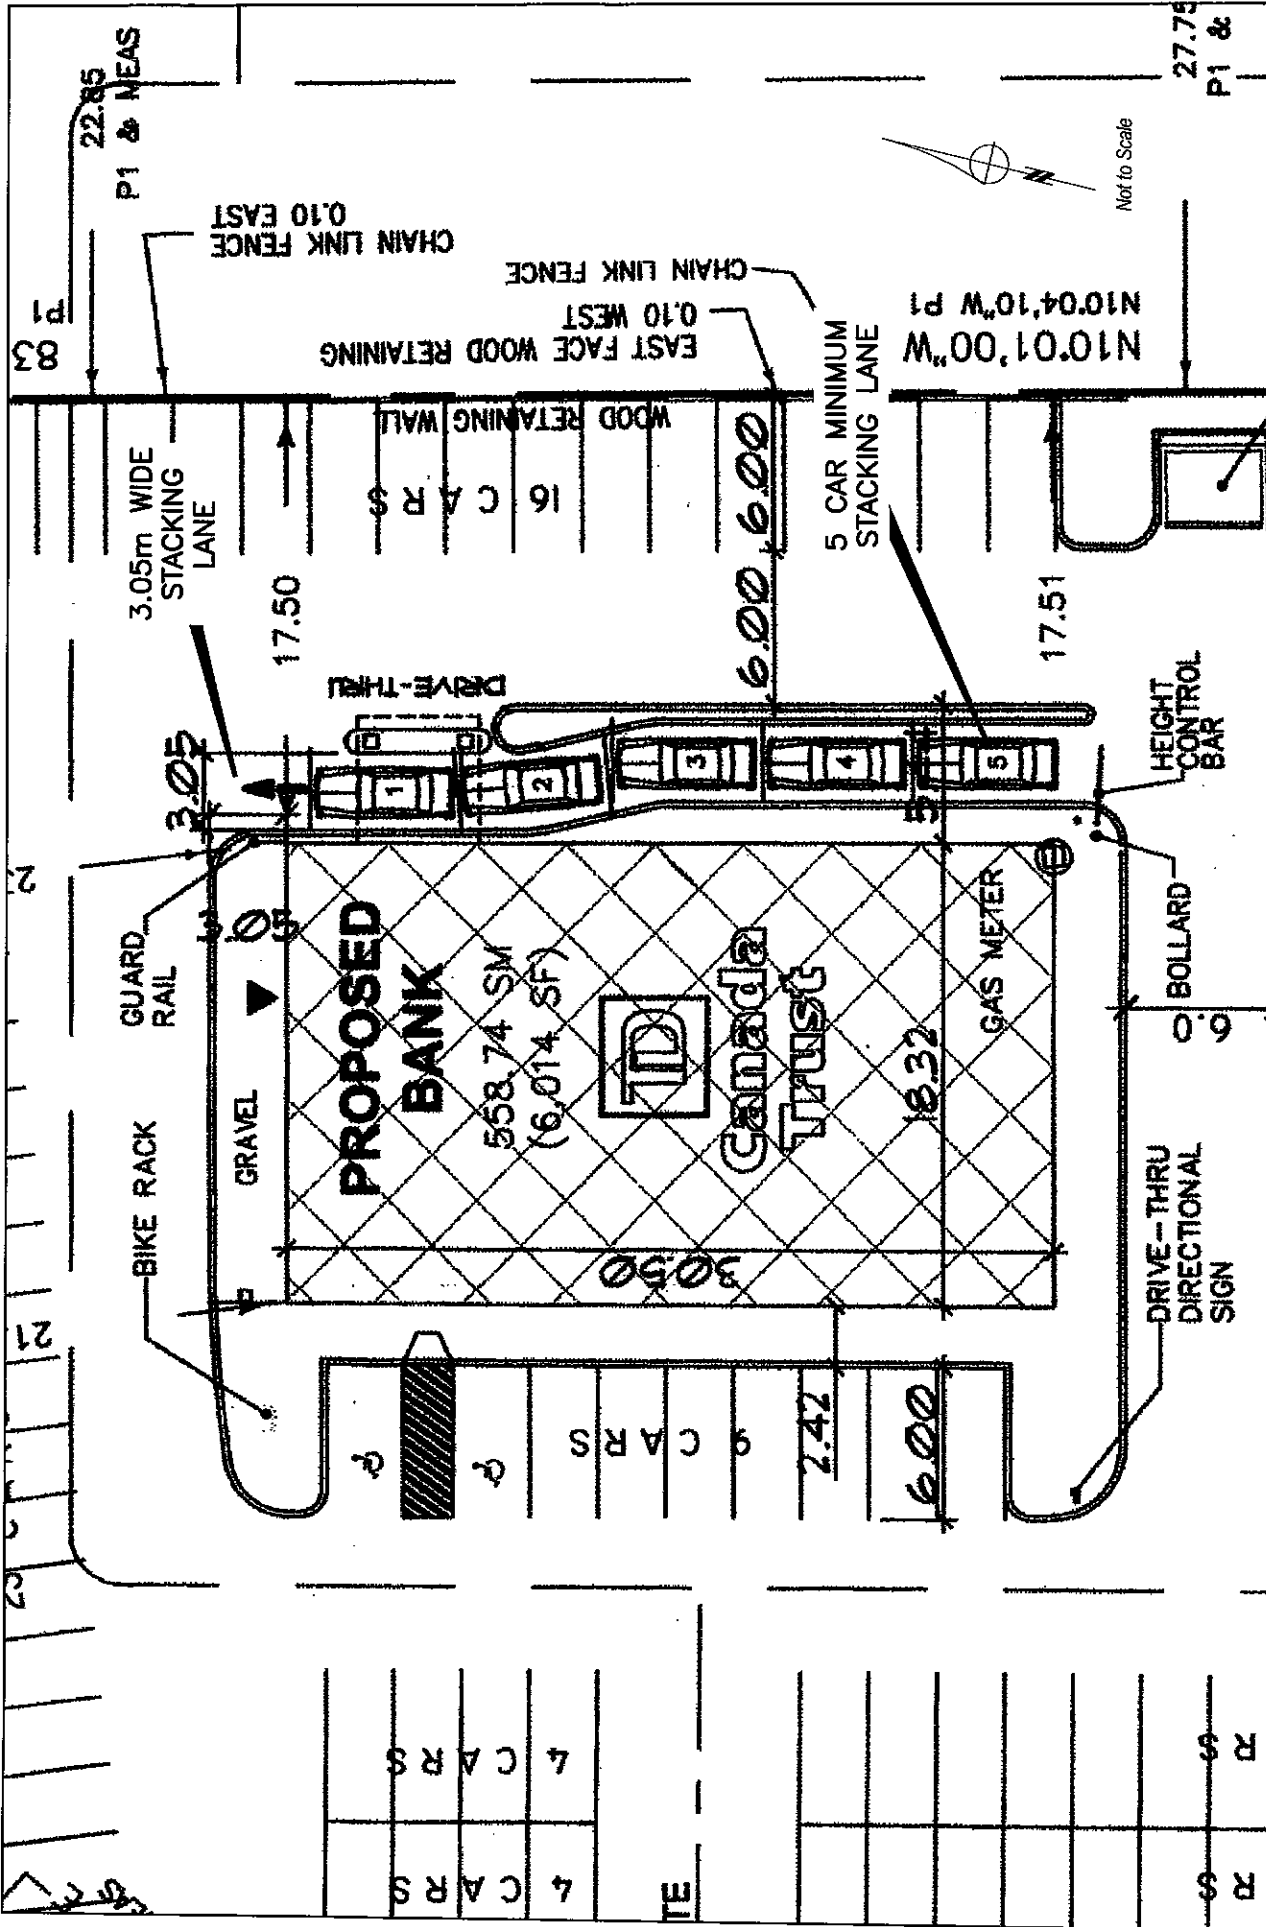 22.85
P1 & MEAS
27.75
P1 &
CHAIN LINK FENCE
0.10 EAST
Not to Scale
83
P1
CHAIN LINK FENCE
EAST FACE WOOD RETAINING
0.10 WEST
N10°01'00"W
N10°04'10"W P1
WOOD RETAINING WALL
3.05m WIDE
STACKING
LANE
16 CARS
6.00
6.00
5 CAR MINIMUM
STACKING LANE
17.50
17.51
DRIVE-THRU
3.05
1
2
3
4
5
HEIGHT
CONTROL
BAR
GUARD
RAIL
GRAVEL
PROPOSED
BANK
558.74 SM
(6,014 SF)
TD
Canada
Trust
18.32
GAS METER
BOLLARD
6.0
BIKE RACK
21
30.50
DRIVE-THRU
DIRECTIONAL
SIGN
9 CARS
2.42
6.00
4 CARS
4 CARS
TE
R S
R S